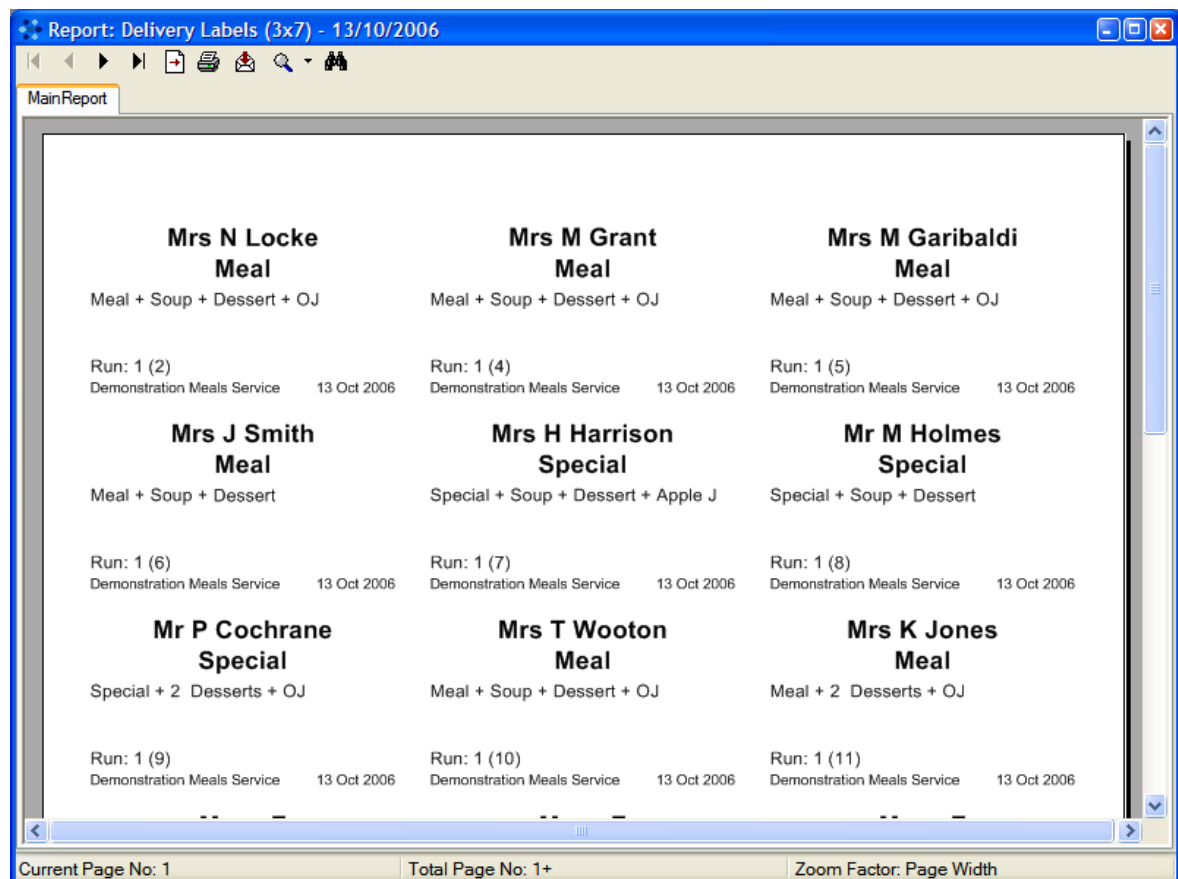 Report: Delivery Labels (3x7) - 13/10/2006
MainReport
Mrs N Locke
Meal
Meal + Soup + Dessert + OJ
Run: 1 (2)
Demonstration Meals Service 13 Oct 2006
Mrs M Grant
Meal
Meal + Soup + Dessert + OJ
Run: 1 (4)
Demonstration Meals Service 13 Oct 2006
Mrs M Garibaldi
Meal
Meal + Soup + Dessert + OJ
Run: 1 (5)
Demonstration Meals Service 13 Oct 2006
Mrs J Smith
Meal
Meal + Soup + Dessert
Run: 1 (6)
Demonstration Meals Service 13 Oct 2006
Mrs H Harrison
Special
Special + Soup + Dessert + Apple J
Run: 1 (7)
Demonstration Meals Service 13 Oct 2006
Mr M Holmes
Special
Special + Soup + Dessert
Run: 1 (8)
Demonstration Meals Service 13 Oct 2006
Mr P Cochrane
Special
Special + 2 Desserts + OJ
Run: 1 (9)
Demonstration Meals Service 13 Oct 2006
Mrs T Wooton
Meal
Meal + Soup + Dessert + OJ
Run: 1 (10)
Demonstration Meals Service 13 Oct 2006
Mrs K Jones
Meal
Meal + 2 Desserts + OJ
Run: 1 (11)
Demonstration Meals Service 13 Oct 2006
Current Page No: 1
Total Page No: 1+
Zoom Factor: Page Width